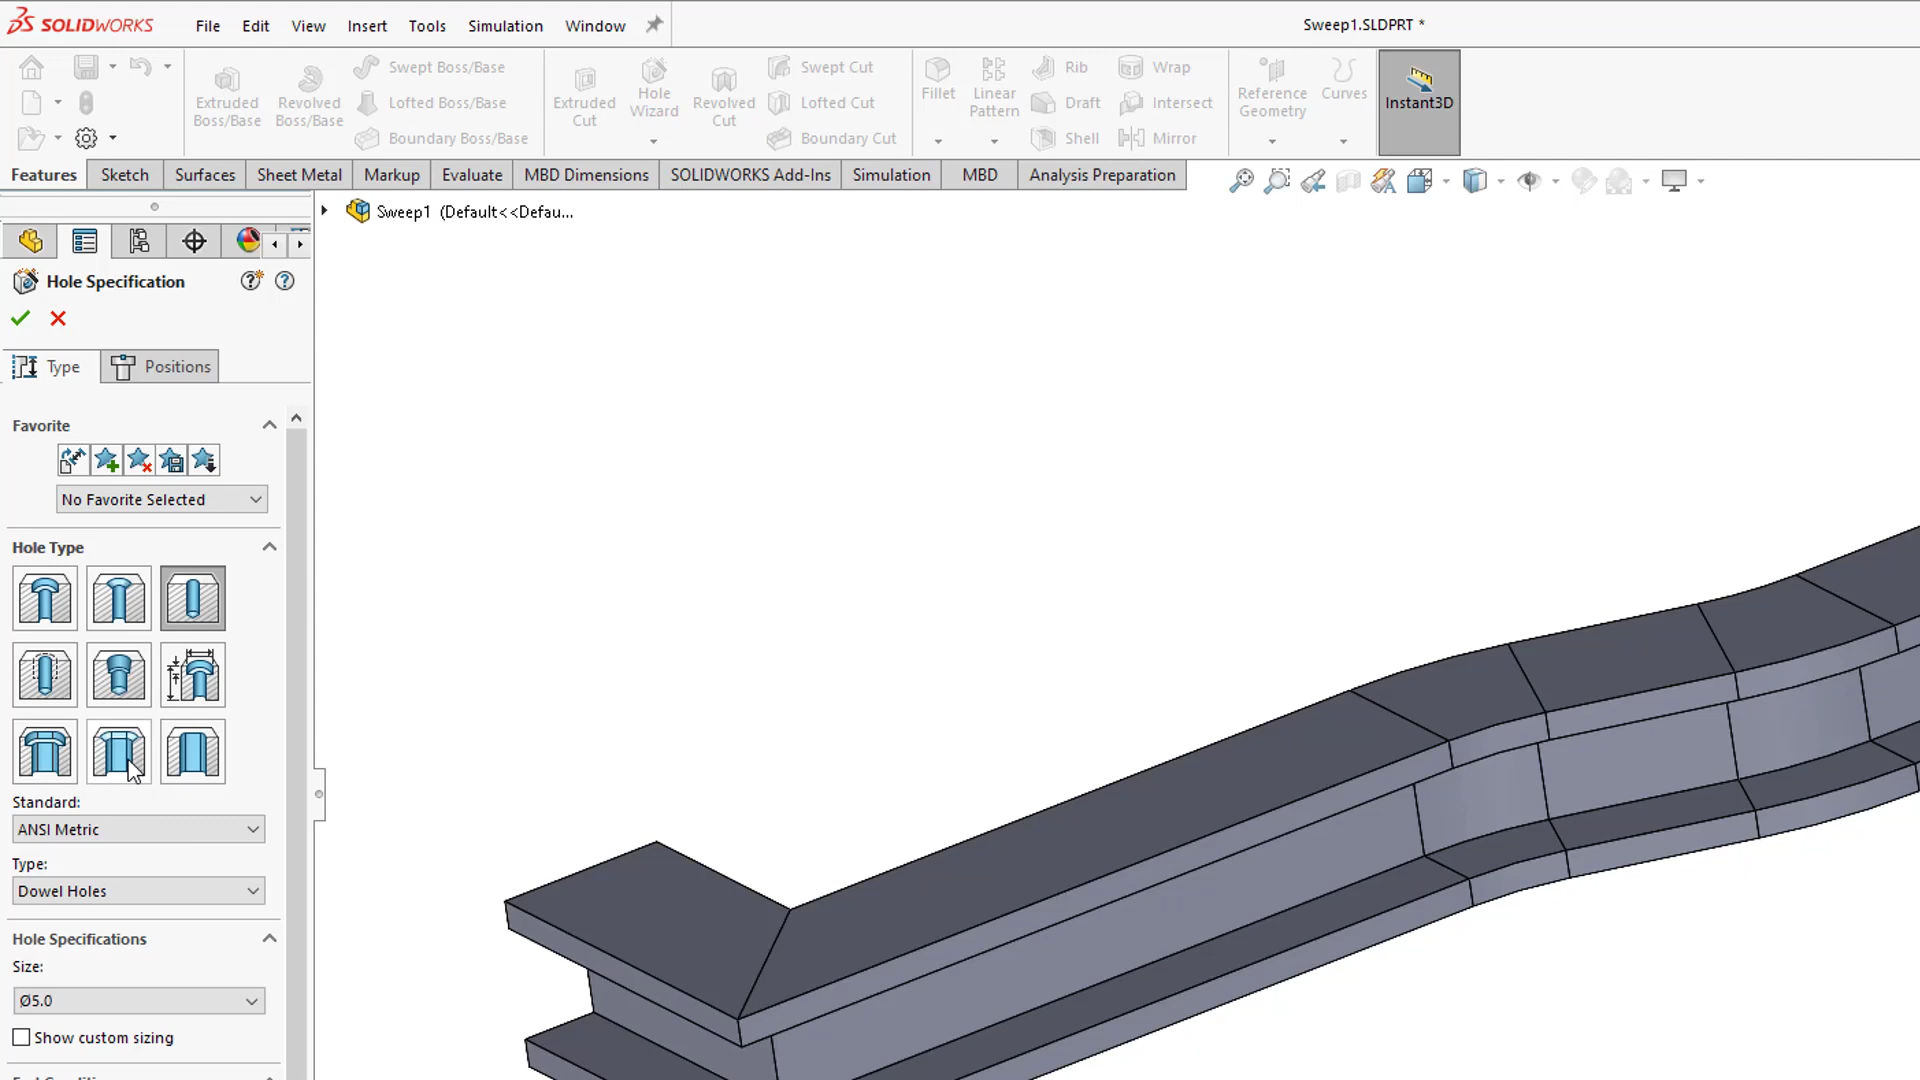 SOLIDWORKS File Edit View Insert Tools Simulation Window Sweep1.SLDPRT *
Extruded Boss/Base
Revolved Boss/Base
Swept Boss/Base
Lofted Boss/Base
Boundary Boss/Base
Extruded Cut
Hole Wizard
Revolved Cut
Swept Cut
Lofted Cut
Boundary Cut
Fillet
Linear Pattern
Rib
Draft
Shell
Wrap
Intersect
Mirror
Reference Geometry
Curves
Instant3D
Features Sketch Surfaces Sheet Metal Markup Evaluate MBD Dimensions SOLIDWORKS Add-Ins Simulation MBD Analysis Preparation
Sweep1 (Default<<Defau...
Hole Specification
Type Positions
Favorite
No Favorite Selected
Hole Type
Standard:
ANSI Metric
Type:
Dowel Holes
Hole Specifications
Size:
Ø5.0
Show custom sizing